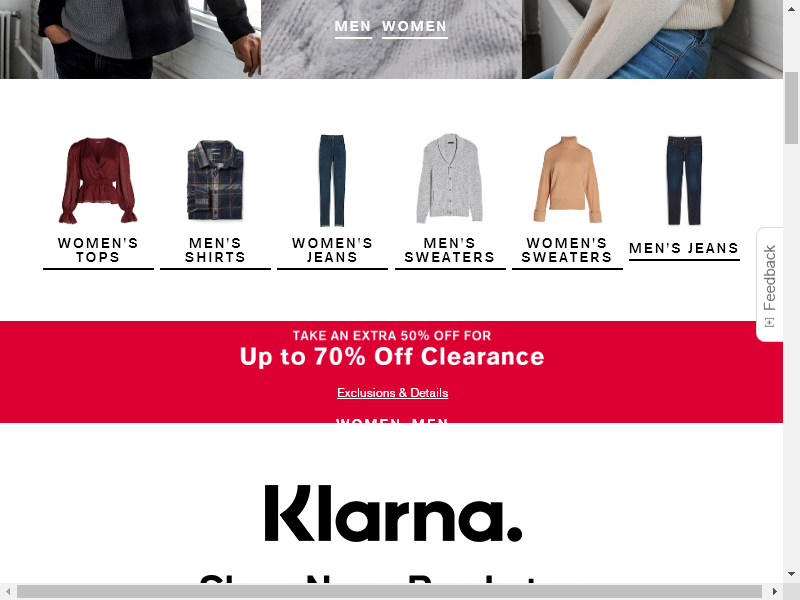 MEN WOMEN
WOMEN'S TOPS
MEN'S SHIRTS
WOMEN'S JEANS
MEN'S SWEATERS
WOMEN'S SWEATERS
MEN'S JEANS
[+] Feedback
TAKE AN EXTRA 50% OFF FOR
Up to 70% Off Clearance
Exclusions & Details
WOMEN MEN
Klarna.